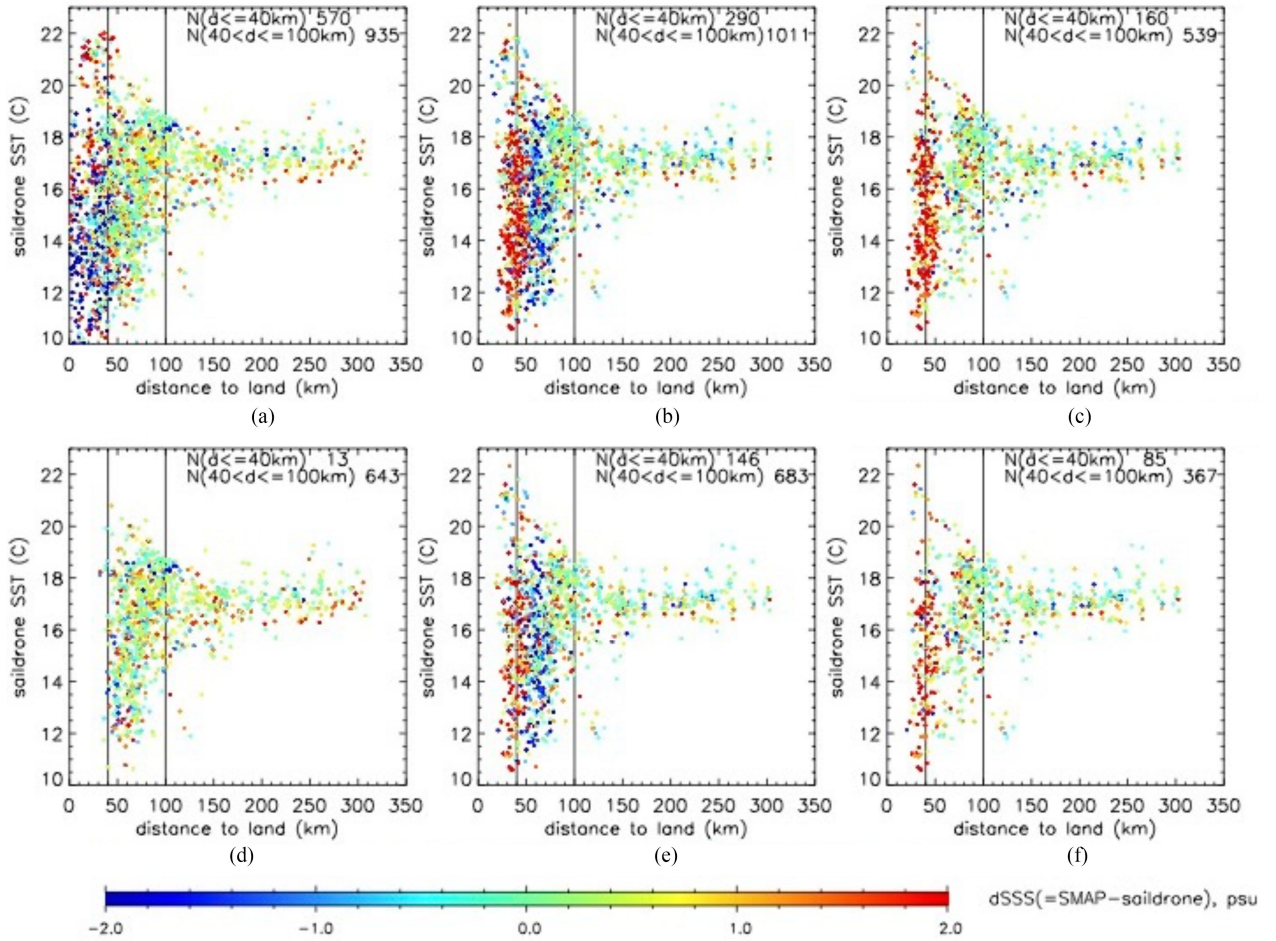 N(d<=40km) 570
N(40<d<=100km) 935
22
20
18
16
14
12
10
saildrone SST (C)
0 50 100 150 200 250 300 350
distance to land (km)
(a)
N(d<=40km) 290
N(40<d<=100km)1011
22
20
18
16
14
12
10
saildrone SST (C)
0 50 100 150 200 250 300 350
distance to land (km)
(b)
N(d<=40km) 160
N(40<d<=100km) 539
22
20
18
16
14
12
10
saildrone SST (C)
0 50 100 150 200 250 300 350
distance to land (km)
(c)
N(d<=40km) 13
N(40<d<=100km) 643
22
20
18
16
14
12
10
saildrone SST (C)
0 50 100 150 200 250 300 350
distance to land (km)
(d)
N(d<=40km) 146
N(40<d<=100km) 683
22
20
18
16
14
12
10
saildrone SST (C)
0 50 100 150 200 250 300 350
distance to land (km)
(e)
N(d<=40km) 85
N(40<d<=100km) 367
22
20
18
16
14
12
10
saildrone SST (C)
0 50 100 150 200 250 300 350
distance to land (km)
(f)
dSSS(=SMAP-saildrone), psu
-2.0 -1.0 0.0 1.0 2.0